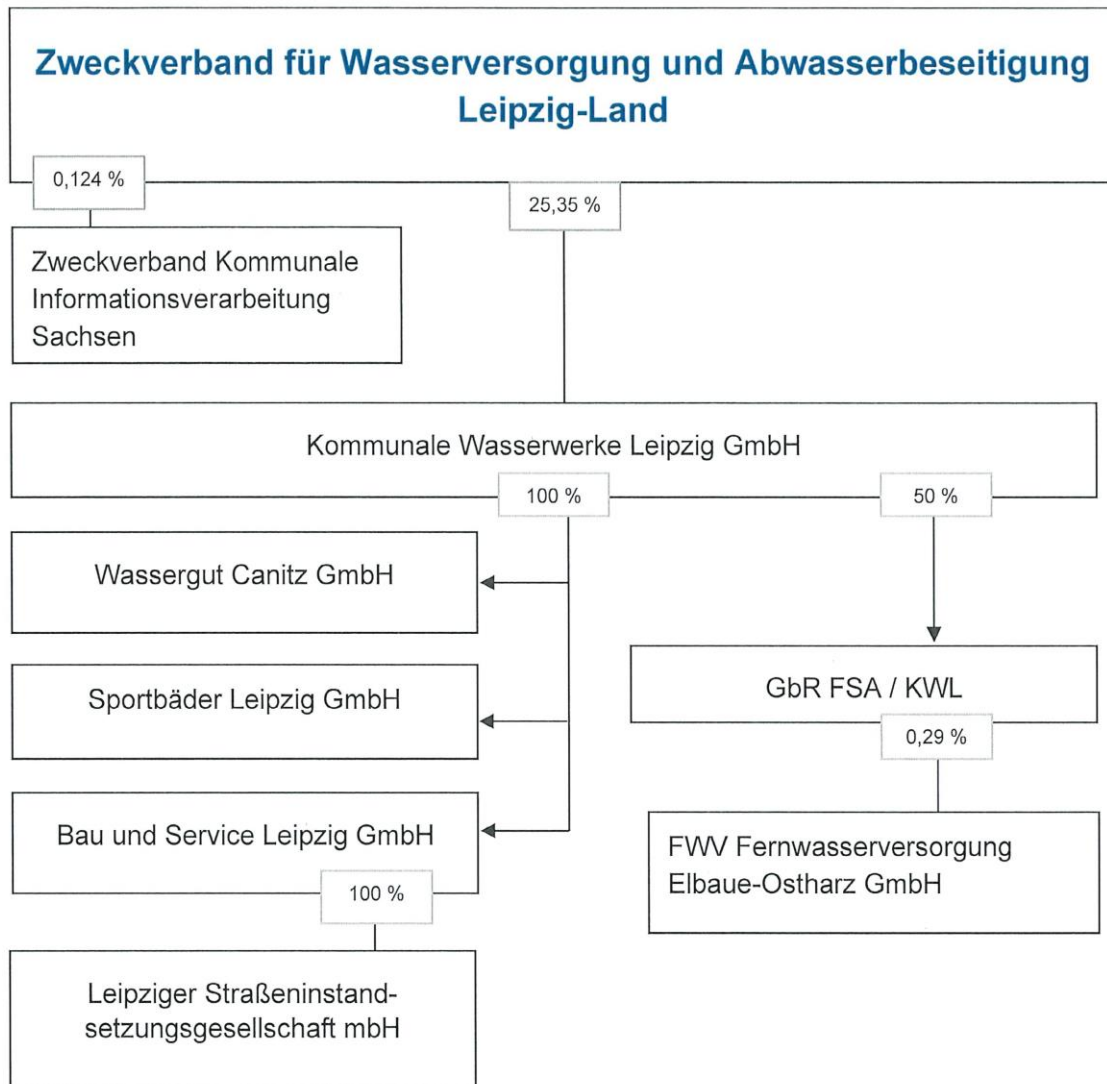 Zweckverband für Wasserversorgung und Abwasserbeseitigung
Leipzig-Land
0,124 %
25,35 %
Zweckverband Kommunale
Informationsverarbeitung
Sachsen
Kommunale Wasserwerke Leipzig GmbH
100 %
50 %
Wassergut Canitz GmbH
Sportbäder Leipzig GmbH
Bau und Service Leipzig GmbH
100 %
Leipziger Straßeninstand-
setzungsgesellschaft mbH
GbR FSA / KWL
0,29 %
FWV Fernwasserversorgung
Elbaue-Ostharz GmbH